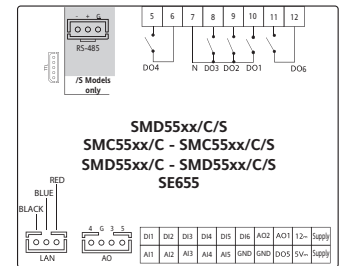 - + G
5 6 7 8 9 10 11 12
RS-485
/S Models
only
DO4 N DO3 DO2 DO1 DO6
SMD55xx/C/S
SMC55xx/C - SMC55xx/C/S
SMD55xx/C - SMD55xx/C/S
SE655
RED
BLUE
BLACK
4 G 3 5
LAN
AO
DI1 DI2 DI3 DI4 DI5 DI6 AO2 AO1 12~ Supply
AI1 AI2 AI3 AI4 AI5 GND GND DO5 5V⎓ Supply